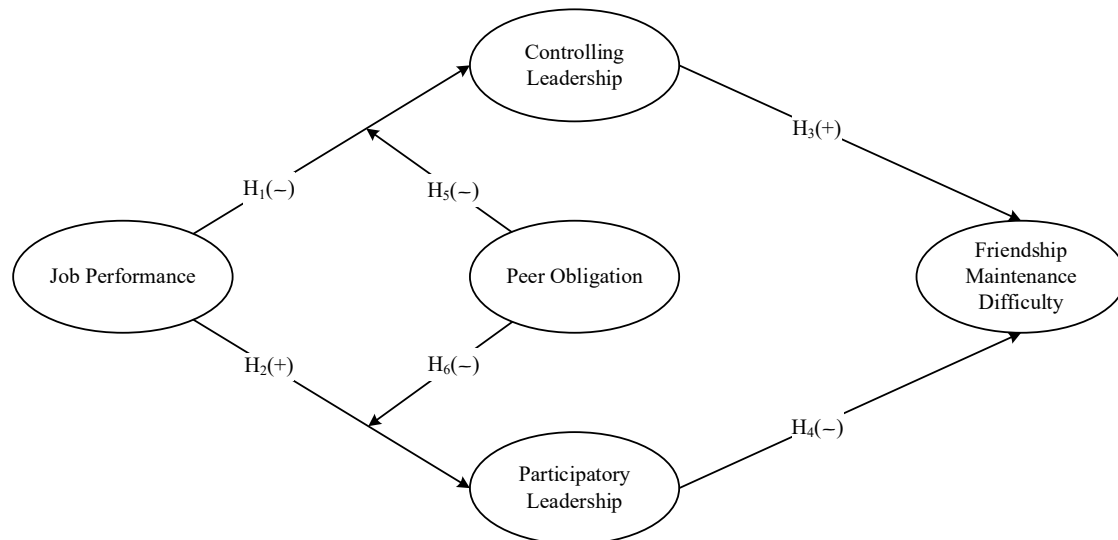 Controlling
Leadership
H₃(+)
H₁(−)
H₅(−)
Job Performance
Peer Obligation
Friendship
Maintenance
Difficulty
H₂(+)
H₆(−)
H₄(−)
Participatory
Leadership